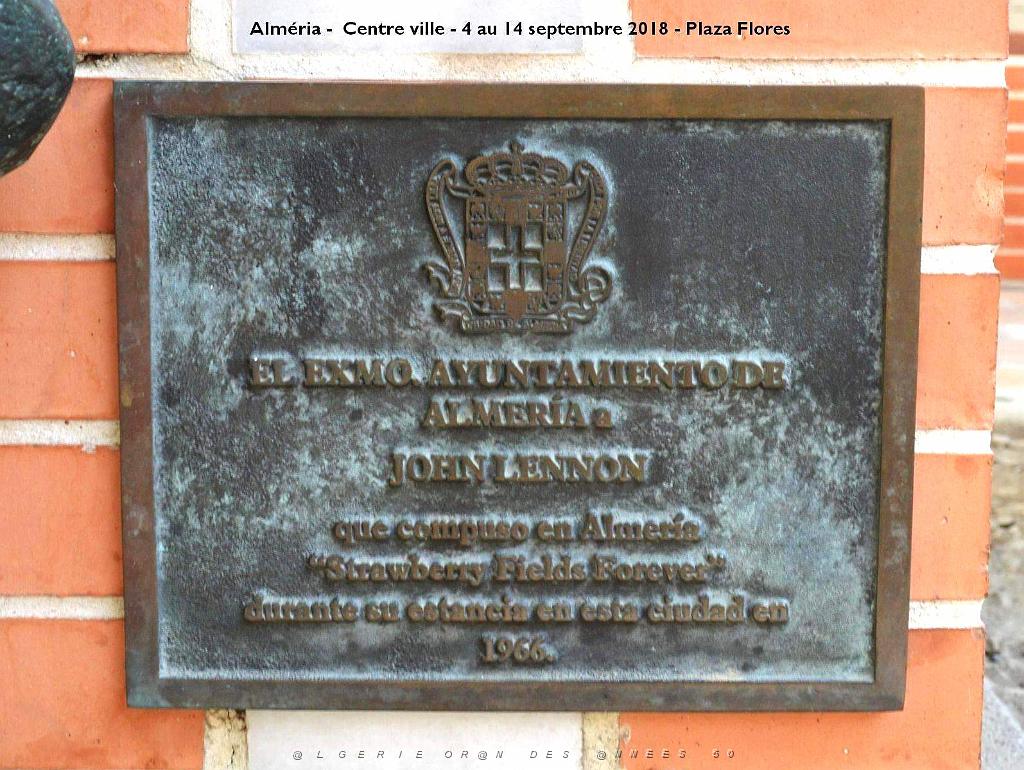 Alméria - Centre ville - 4 au 14 septembre 2018 - Plaza Flores
EL EXMO. AYUNTAMIENTO DE
ALMERÍA a
JOHN LENNON
que compuso en Almería
“Strawberry Fields Forever”
durante su estancia en esta ciudad en
1966.
@LGERIE OR@N DES @NNEES 50